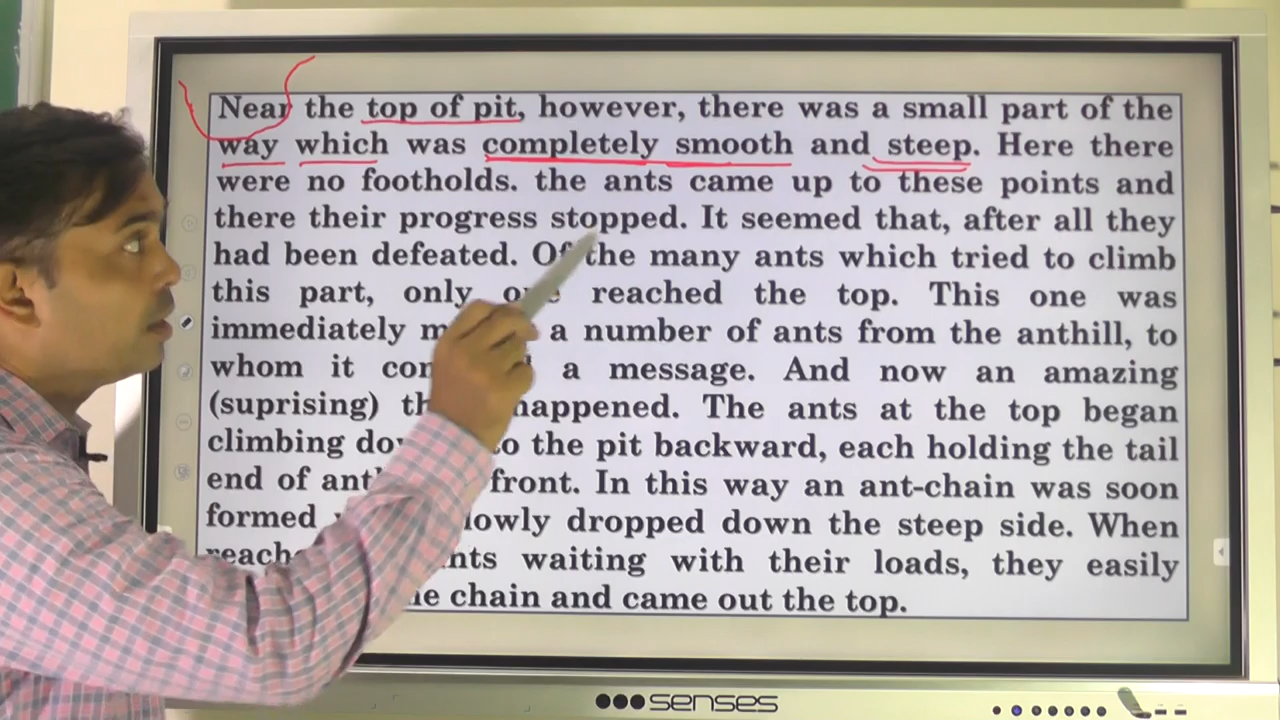 Near the top of pit, however, there was a small part of the
way which was completely smooth and steep. Here there
were no footholds. the ants came up to these points and
there their progress stopped. It seemed that, after all they
had been defeated. Of the many ants which tried to climb
this part, only one reached the top. This one was
immediately a number of ants from the anthill, to
whom it a message. And now an amazing
(suprising) happened. The ants at the top began
climbing to the pit backward, each holding the tail
end of front. In this way an ant-chain was soon
formed slowly dropped down the steep side. When
waiting with their loads, they easily
chain and came out the top.
senses